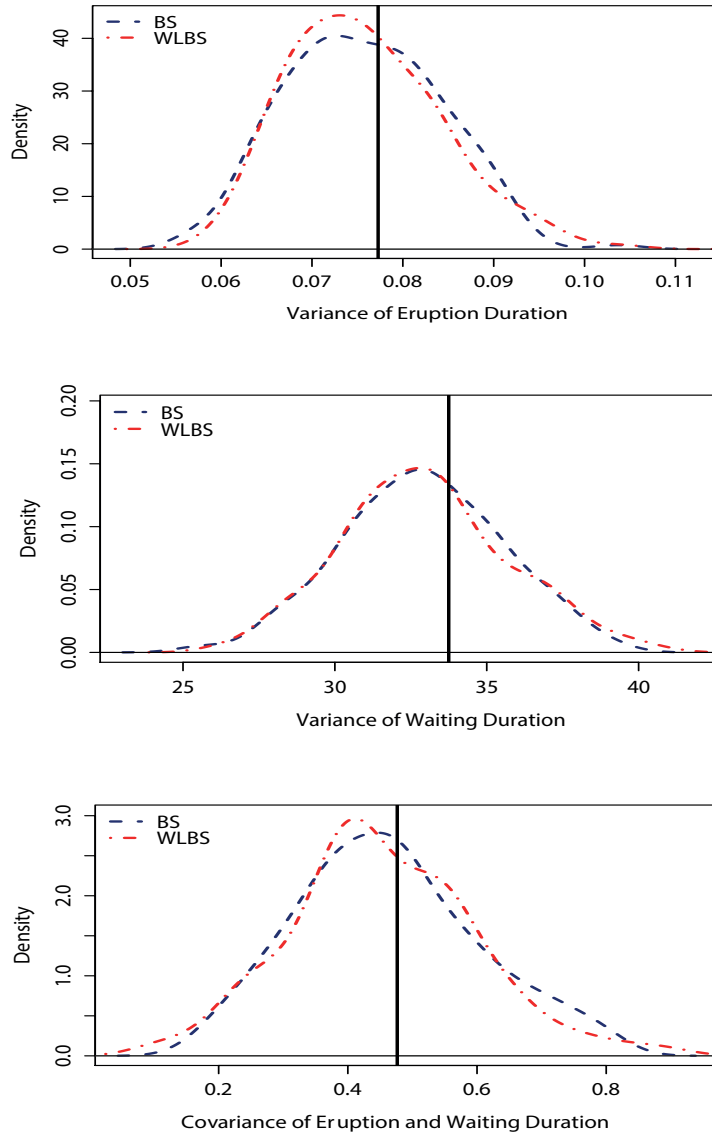 BS
WLBS
Density
0
10
20
30
40
0.05 0.06 0.07 0.08 0.09 0.10 0.11
Variance of Eruption Duration
BS
WLBS
Density
0.00
0.05
0.10
0.15
0.20
25 30 35 40
Variance of Waiting Duration
BS
WLBS
Density
0.0
1.0
2.0
3.0
0.2 0.4 0.6 0.8
Covariance of Eruption and Waiting Duration